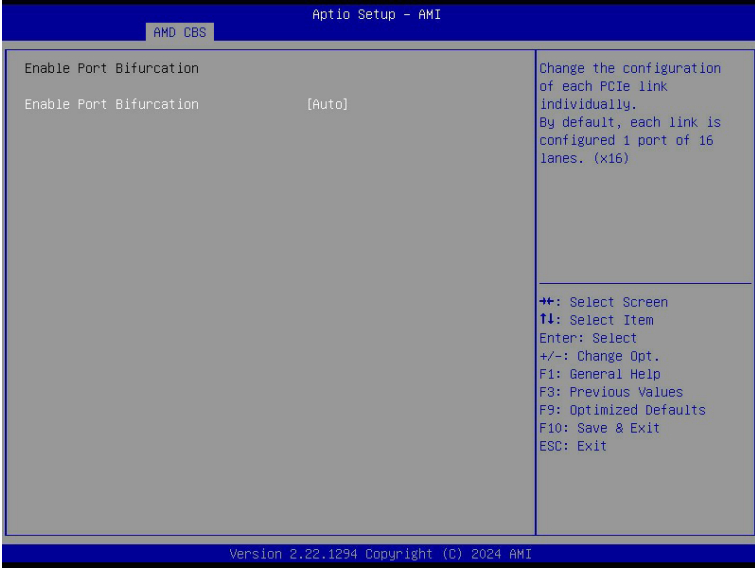 Aptio Setup - AMI
AMD CBS
Enable Port Bifurcation
Enable Port Bifurcation [Auto]
Change the configuration
of each PCIe link
individually.
By default, each link is
configured 1 port of 16
lanes. (x16)
→←: Select Screen
↑↓: Select Item
Enter: Select
+/-: Change Opt.
F1: General Help
F3: Previous Values
F9: Optimized Defaults
F10: Save & Exit
ESC: Exit
Version 2.22.1294 Copyright (C) 2024 AMI